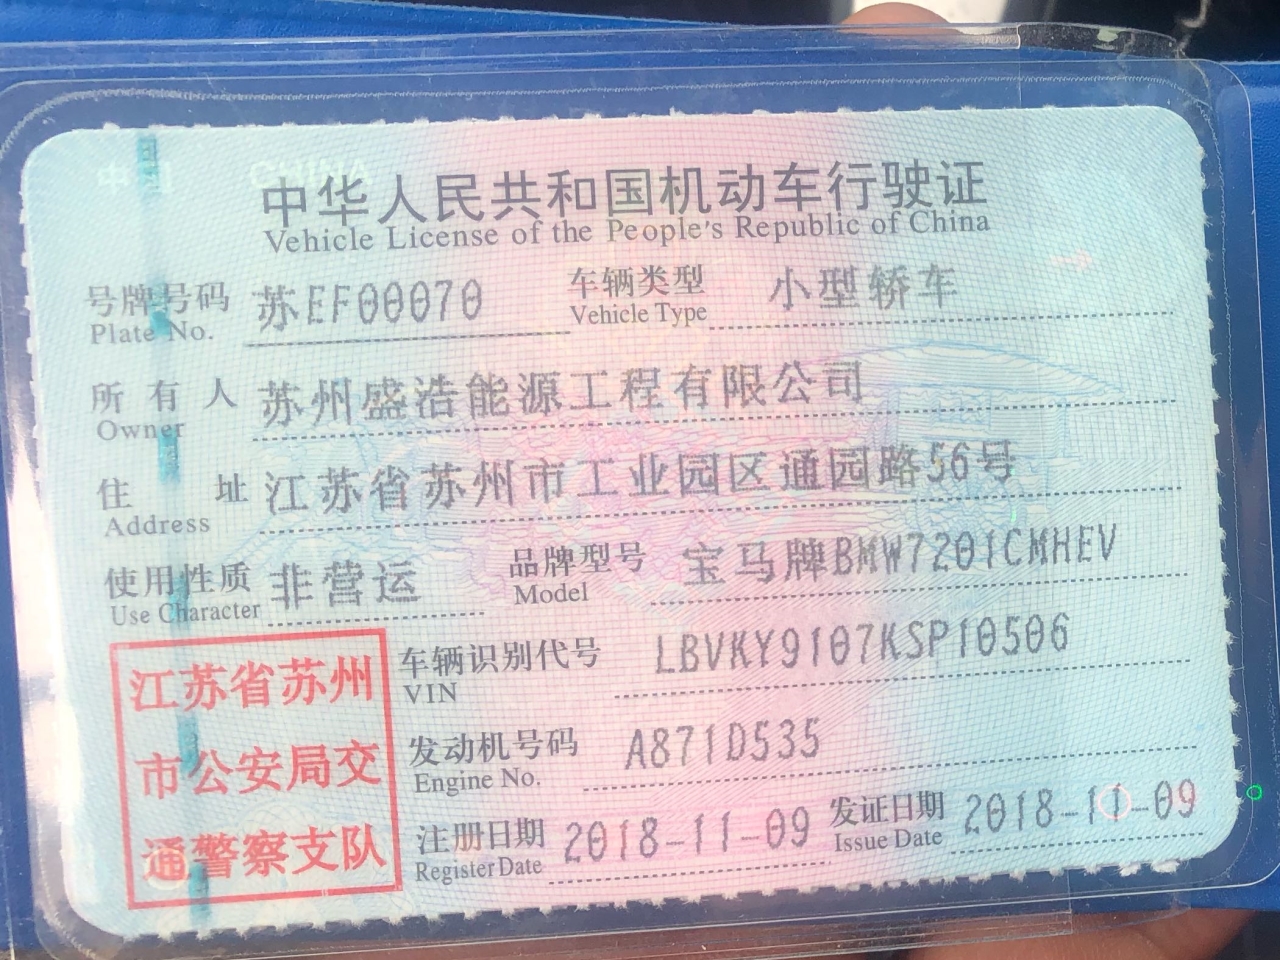 中国 CHINA
中华人民共和国机动车行驶证
Vehicle License of the People's Republic of China
号牌号码 苏EF00070 车辆类型 小型轿车
Plate No. Vehicle Type
所有人 苏州盛浩能源工程有限公司
Owner
住址 江苏省苏州市工业园区通园路56号
Address
使用性质 非营运 品牌型号 宝马牌BMW7201CMHEV
Use Character Model
车辆识别代号 LBVKY9107KSP10506
VIN
发动机号码 A871D535
Engine No.
注册日期 2018-11-09 发证日期 2018-11-09
Register Date Issue Date
江苏省苏州
市公安局交
通警察支队